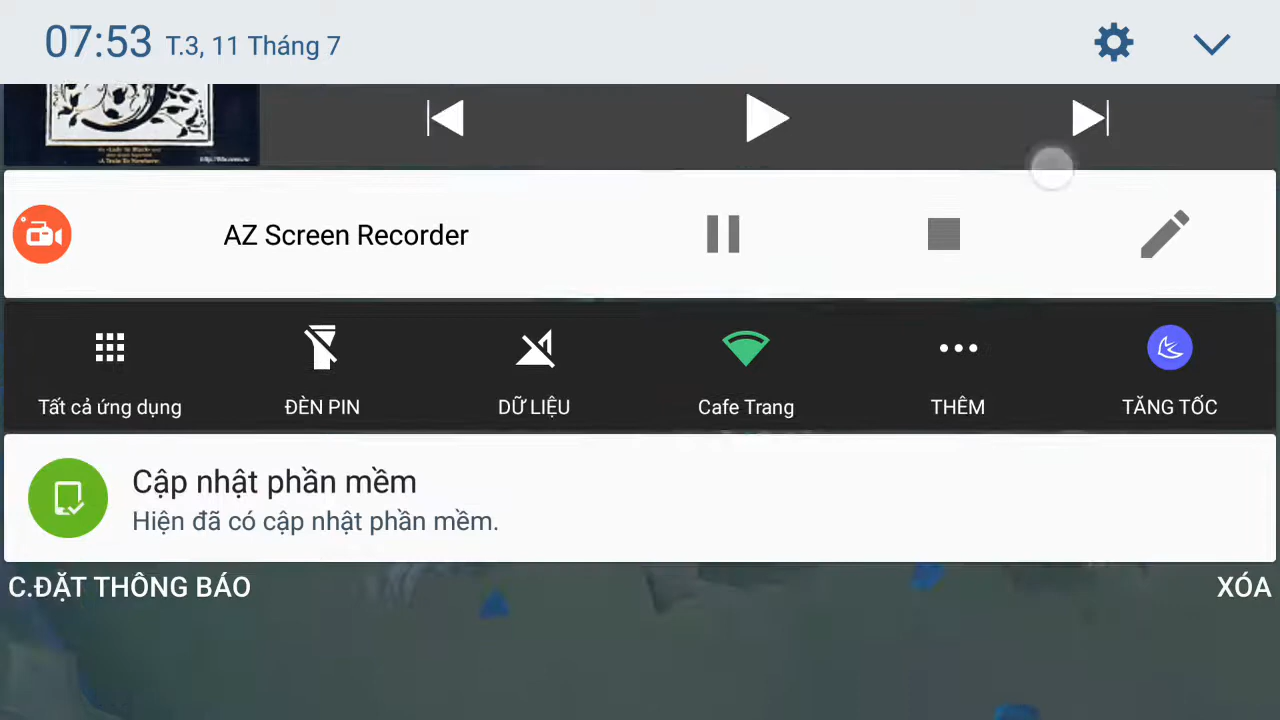 07:53 T.3, 11 Tháng 7
AZ Screen Recorder
Tất cả ứng dụng ĐÈN PIN DỮ LIỆU Cafe Trang THÊM TĂNG TỐC
Cập nhật phần mềm
Hiện đã có cập nhật phần mềm.
C.ĐẶT THÔNG BÁO XÓA